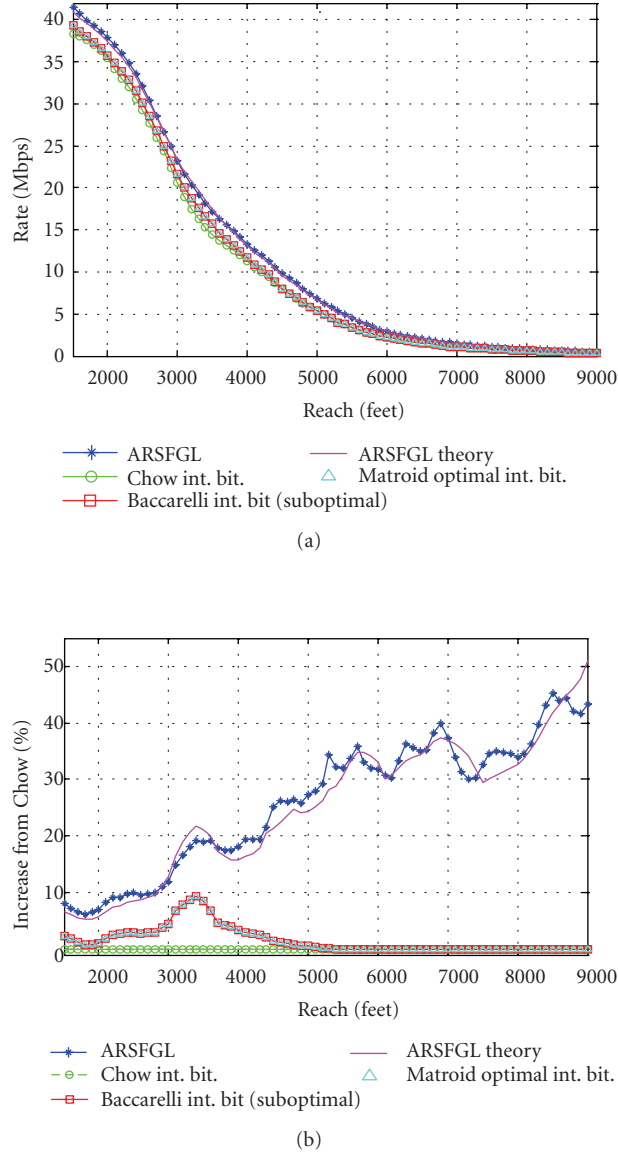 40
35
30
25
20
15
10
5
0
Rate (Mbps)
2000 3000 4000 5000 6000 7000 8000 9000
Reach (feet)
ARSFGL ARSFGL theory
Chow int. bit. Matroid optimal int. bit.
Baccarelli int. bit (suboptimal)
(a)
50
40
30
20
10
0
Increase from Chow (%)
2000 3000 4000 5000 6000 7000 8000 9000
Reach (feet)
ARSFGL ARSFGL theory
Chow int. bit. Matroid optimal int. bit.
Baccarelli int. bit (suboptimal)
(b)